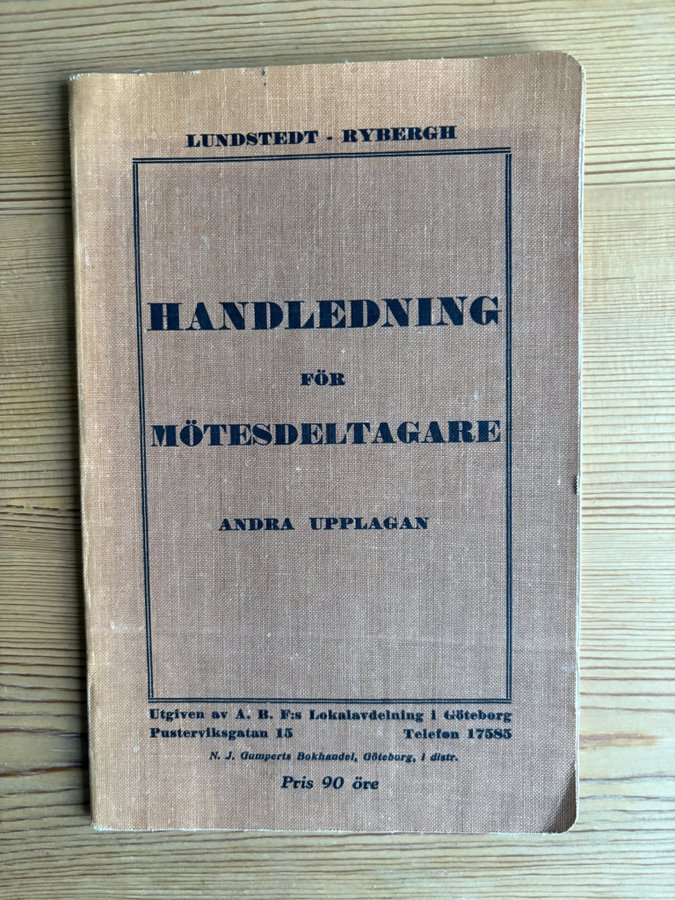 LUNDSTEDT - RYBERGH
HANDLEDNING
FÖR
MÖTESDELTAGARE
ANDRA UPPLAGAN
Utgiven av A. B. F:s Lokalavdelning i Göteborg
Pusterviksgatan 15 Telefon 17585
N. J. Gumperts Bokhandel, Göteborg, i distr.
Pris 90 öre